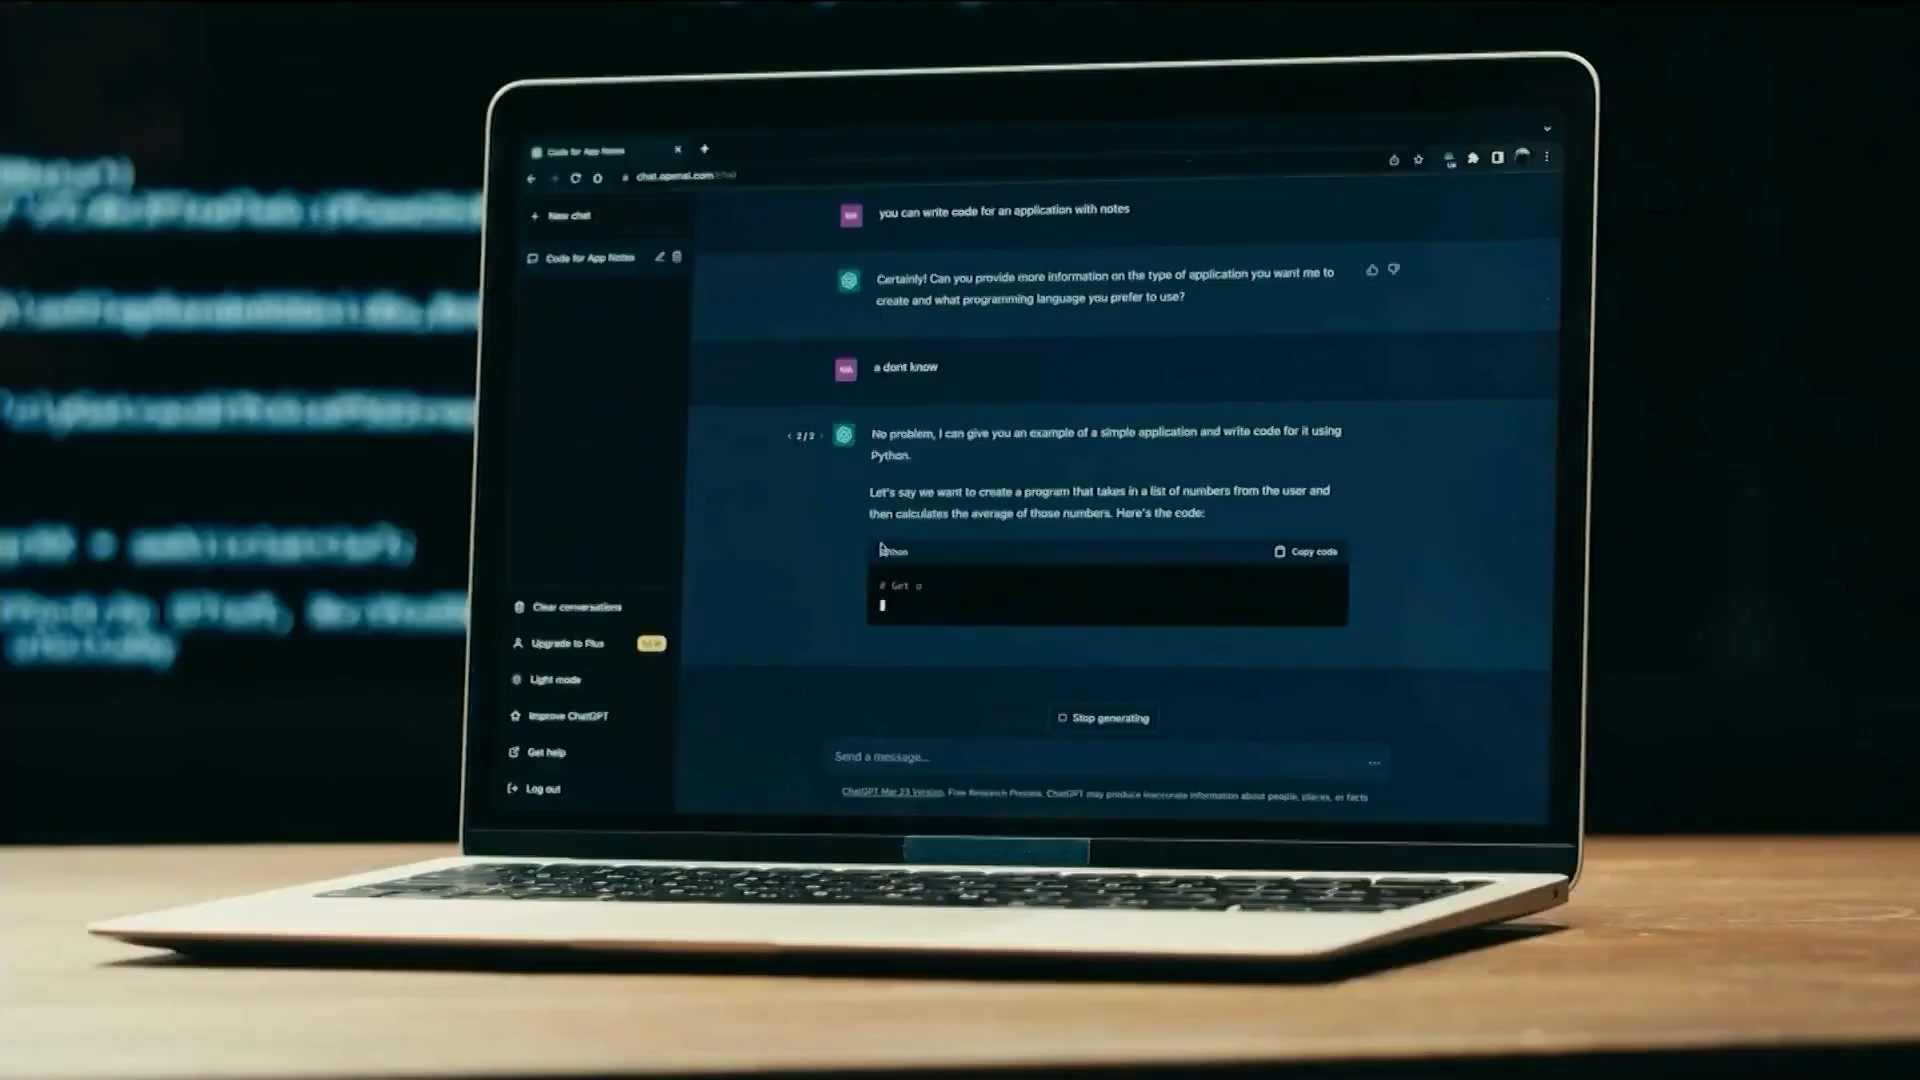 Code for App Notes
chat.openai.com/chat
New chat
Code for App Notes
you can write code for an application with notes
Certainly! Can you provide more information on the type of application you want me to
create and what programming language you prefer to use?
a dont know
2/2
No problem, I can give you an example of a simple application and write code for it using
Python.
Let's say we want to create a program that takes in a list of numbers from the user and
then calculates the average of those numbers. Here's the code:
python
Copy code
# Get a
Clear conversations
Upgrade to Plus
NEW
Light mode
Improve ChatGPT
Get help
Log out
Stop generating
Send a message...
ChatGPT Mar 23 Version. Free Research Preview. ChatGPT may produce inaccurate information about people, places, or facts